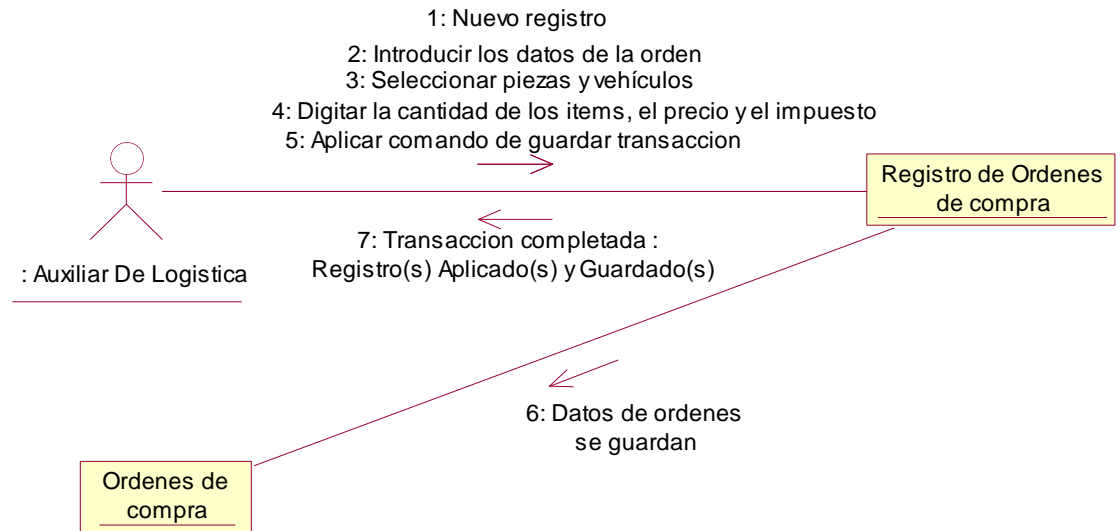 1: Nuevo registro
2: Introducir los datos de la orden
3: Seleccionar piezas y vehículos
4: Digitar la cantidad de los items, el precio y el impuesto
5: Aplicar comando de guardar transaccion
Registro de Ordenes
de compra
7: Transaccion completada :
Registro(s) Aplicado(s) y Guardado(s)
: Auxiliar De Logistica
6: Datos de ordenes
se guardan
Ordenes de
compra